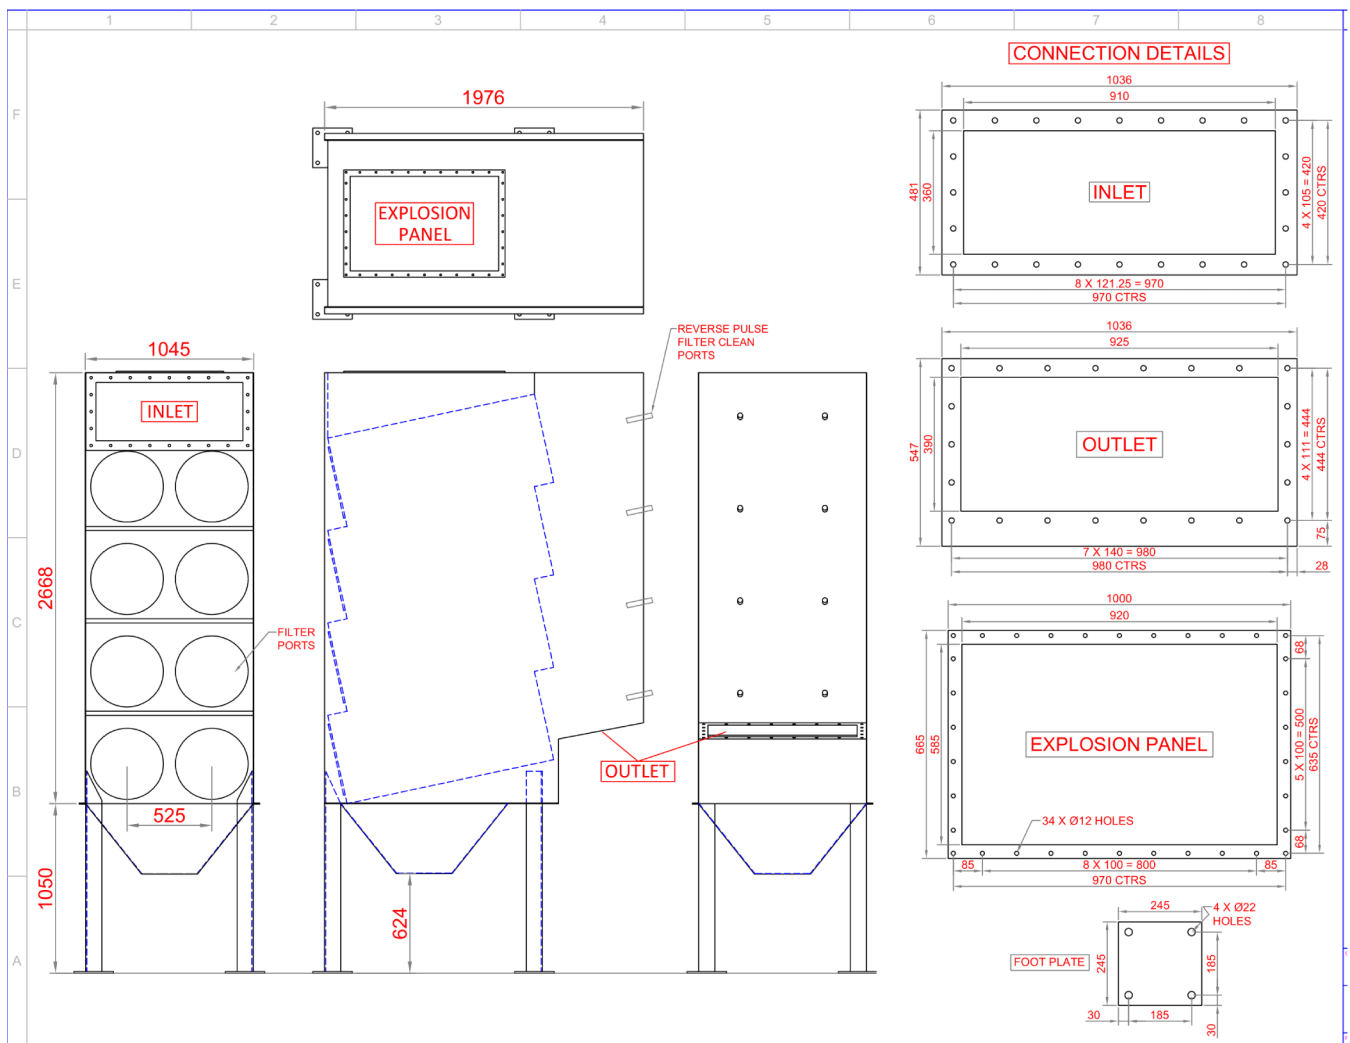 1 2 3 4 5 6 7 8
F
E
D
C
B
A
CONNECTION DETAILS
1976
EXPLOSION
PANEL
1036
910
481
360
INLET
4 X 105 = 420
420 CTRS
8 X 121.25 = 970
970 CTRS
1045
INLET
2668
FILTER
PORTS
525
1050
REVERSE PULSE
FILTER CLEAN
PORTS
OUTLET
624
1036
925
547
390
OUTLET
4 X 111 = 444
444 CTRS
75
7 X 140 = 980
980 CTRS
28
1000
920
665
585
EXPLOSION PANEL
68
5 X 100 = 500
635 CTRS
68
34 X Ø12 HOLES
85
8 X 100 = 800
85
970 CTRS
245
4 X Ø22
HOLES
FOOT PLATE
245
185
30
185
30